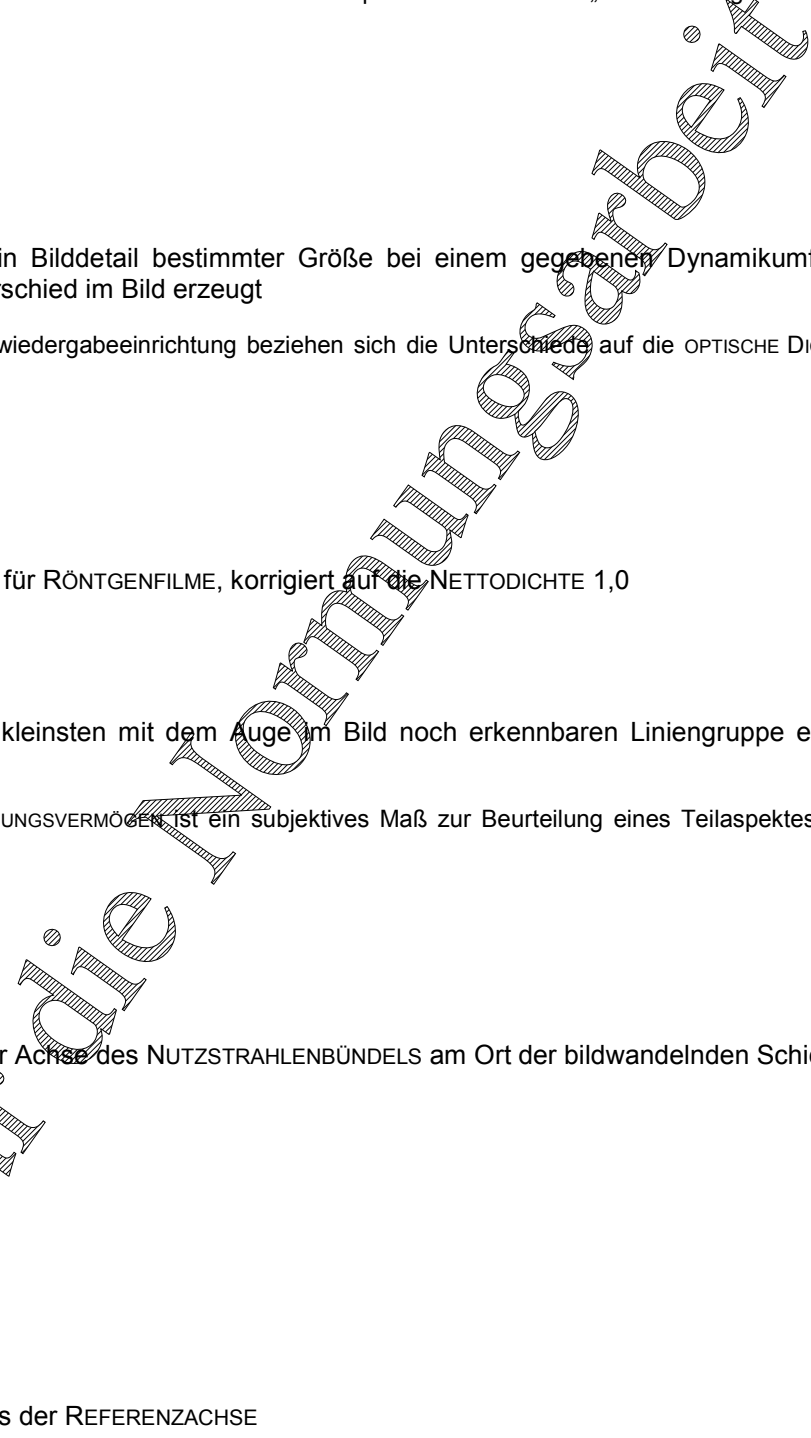 in Bilddetail bestimmter Größe bei einem gegebenen Dynamikumf
rschied im Bild erzeugt
wiedergabeeinrichtung beziehen sich die Unterschiede auf die OPTISCHE DI
für RÖNTGENFILME, korrigiert auf die NETTODICHTE 1,0
kleinsten mit dem Auge im Bild noch erkennbaren Liniengruppe e
UNGSVERMÖGEN ist ein subjektives Maß zur Beurteilung eines Teilaspektes
r Achse des NUTZSTRAHLENBÜNDELS am Ort der bildwandelnden Schi
s der REFERENZACHSE
die Normungsarbeit